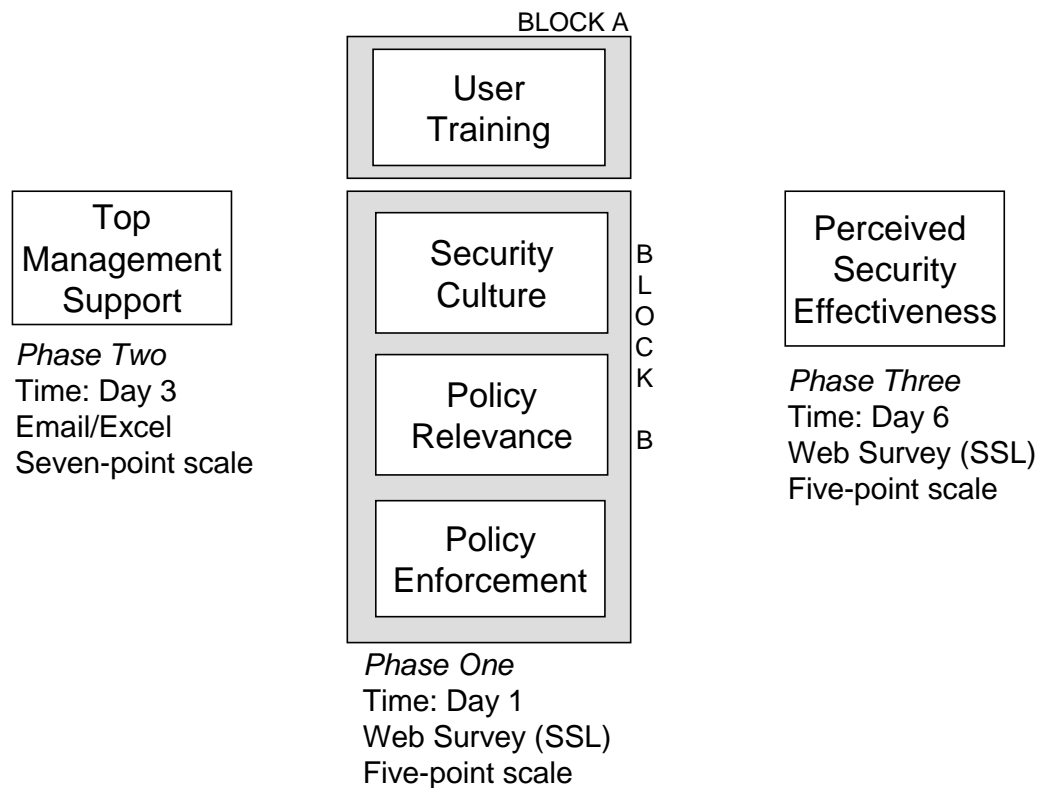 BLOCK A
User
Training
Top
Management
Support
Phase Two
Time: Day 3
Email/Excel
Seven-point scale
Security
Culture
Policy
Relevance
Policy
Enforcement
BLOCK B
Phase One
Time: Day 1
Web Survey (SSL)
Five-point scale
Perceived
Security
Effectiveness
Phase Three
Time: Day 6
Web Survey (SSL)
Five-point scale